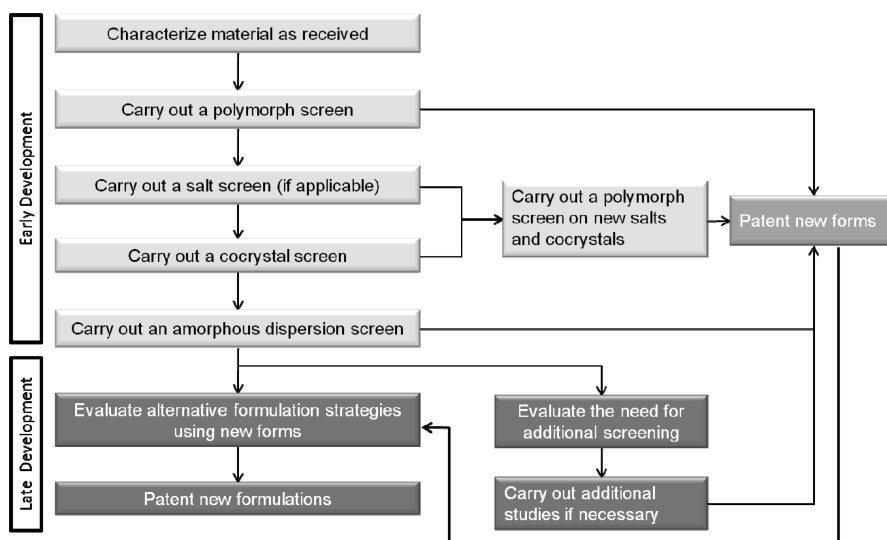 Early Development
Characterize material as received
Carry out a polymorph screen
Carry out a salt screen (if applicable)
Carry out a cocrystal screen
Carry out an amorphous dispersion screen
Carry out a polymorph
screen on new salts
and cocrystals
Patent new forms
Late Development
Evaluate alternative formulation strategies
using new forms
Patent new formulations
Evaluate the need for
additional screening
Carry out additional
studies if necessary